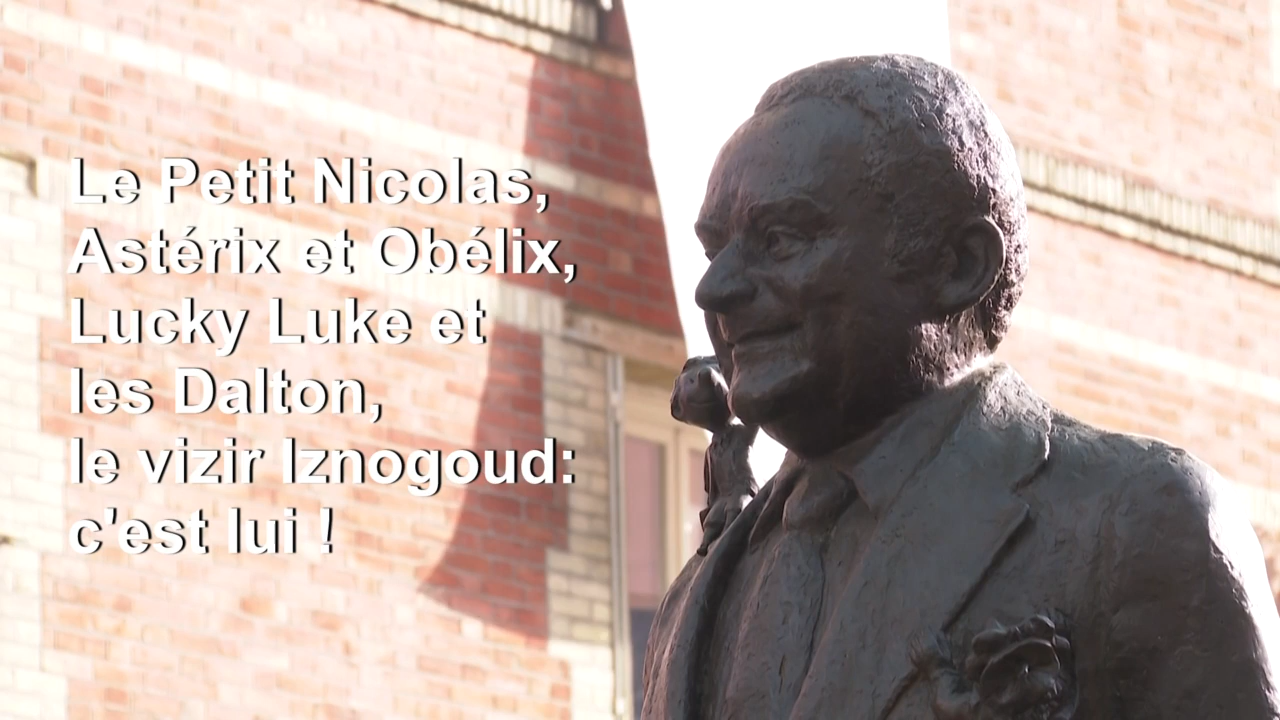 Le Petit Nicolas,
Astérix et Obélix,
Lucky Luke et
les Dalton,
le vizir Iznogoud:
c'est lui !